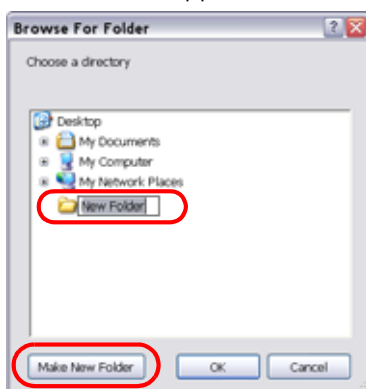 Browse For Folder
Choose a directory
Desktop
My Documents
My Computer
My Network Places
New Folder
Make New Folder OK Cancel